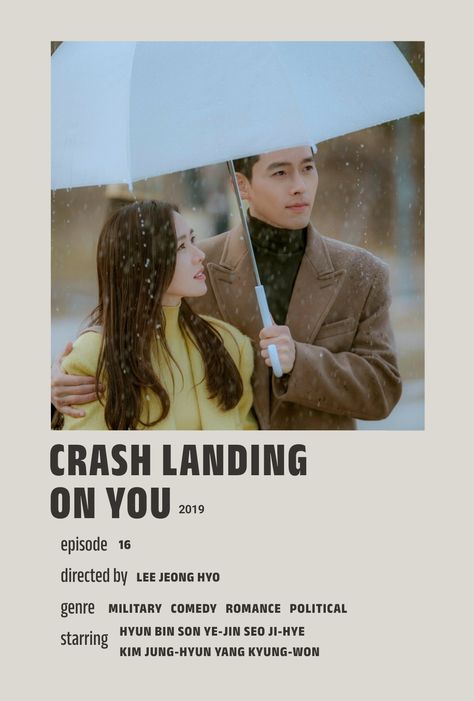 CRASH LANDING
ON YOU 2019
episode 16
directed by LEE JEONG HYO
genre MILITARY COMEDY ROMANCE POLITICAL
starring HYUN BIN SON YE-JIN SEO JI-HYE
KIM JUNG-HYUN YANG KYUNG-WON